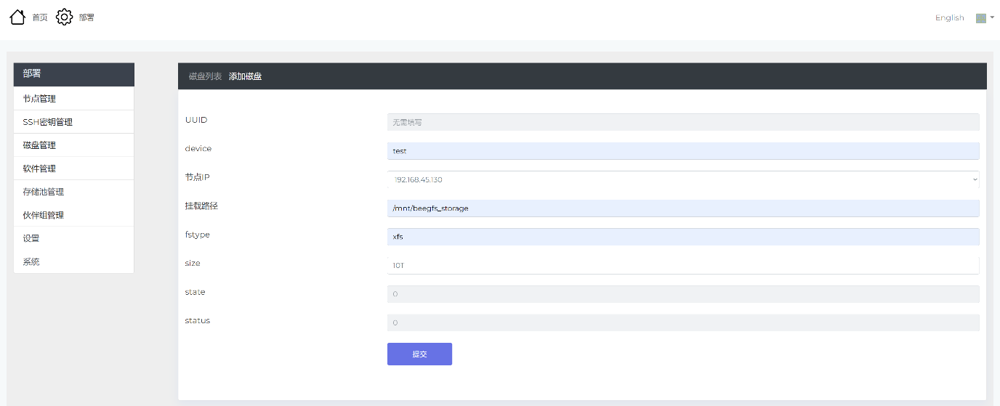 首页 部署 English
部署
节点管理
SSH密钥管理
磁盘管理
软件管理
存储池管理
伙伴组管理
设置
系统
磁盘列表 添加磁盘
UUID 无需填写
device test
节点IP 192.168.45.130
挂载路径 /mnt/beegfs_storage
fstype xfs
size 10T
state 0
status 0
提交